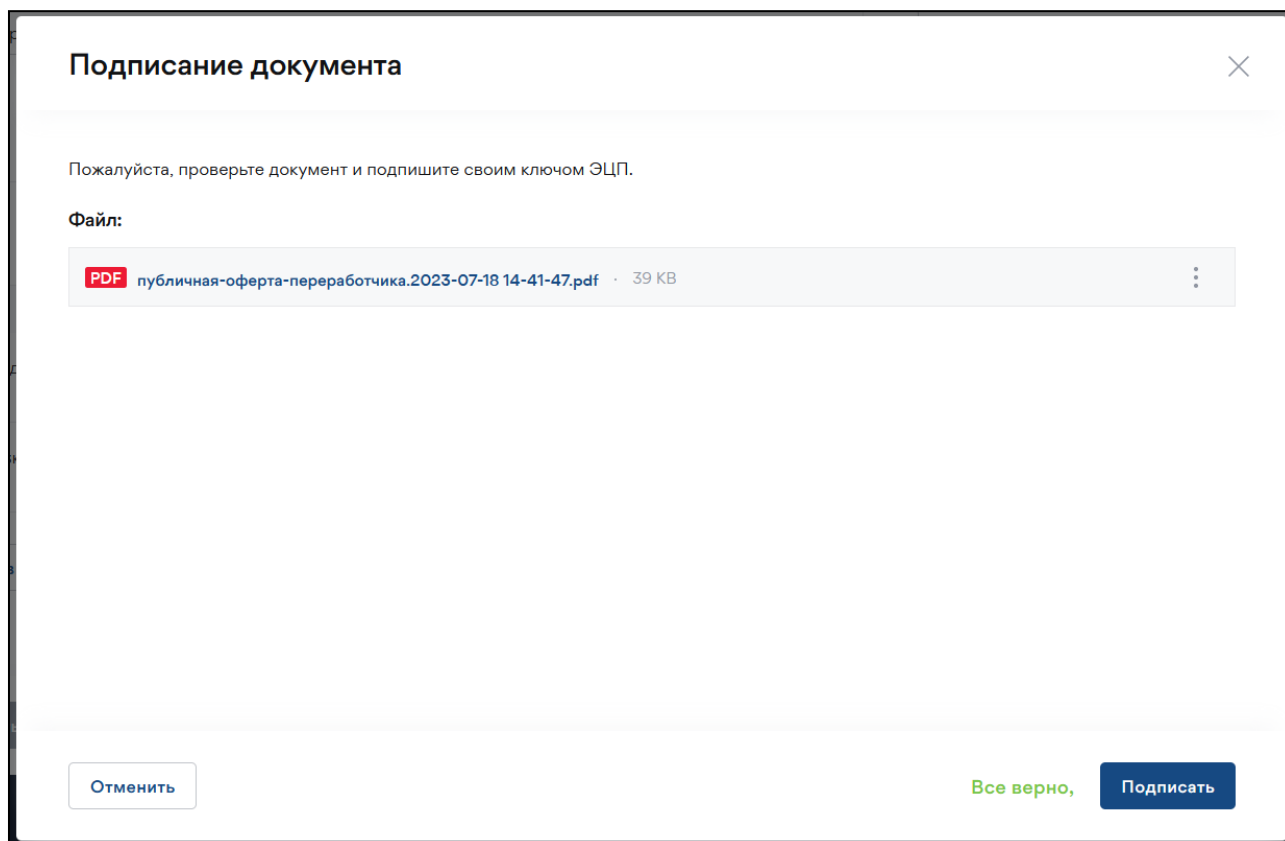 Подписание документа
Пожалуйста, проверьте документ и подпишите своим ключом ЭЦП.
Файл:
PDF публичная-оферта-переработчика.2023-07-18 14-41-47.pdf · 39 KB
Отменить
Все верно, Подписать